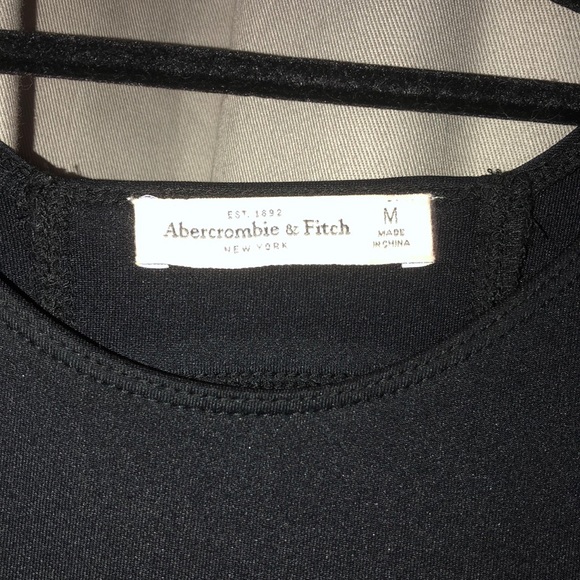 EST. 1892
Abercrombie & Fitch
NEW YORK
M
MADE
IN CHINA